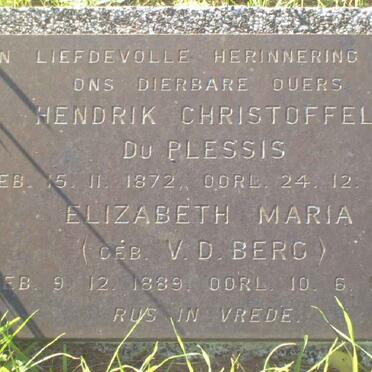 N LIEFDEVOLLE HERINNERING
ONS DIERBARE OUERS
HENDRIK CHRISTOFFEL
DU PLESSIS
EB. 15. 11. 1872, OORL. 24. 12.
ELIZABETH MARIA
(GEB. V.D. BERG)
EB. 9. 12. 1889. OORL. 10. 6.
RUS IN VREDE.